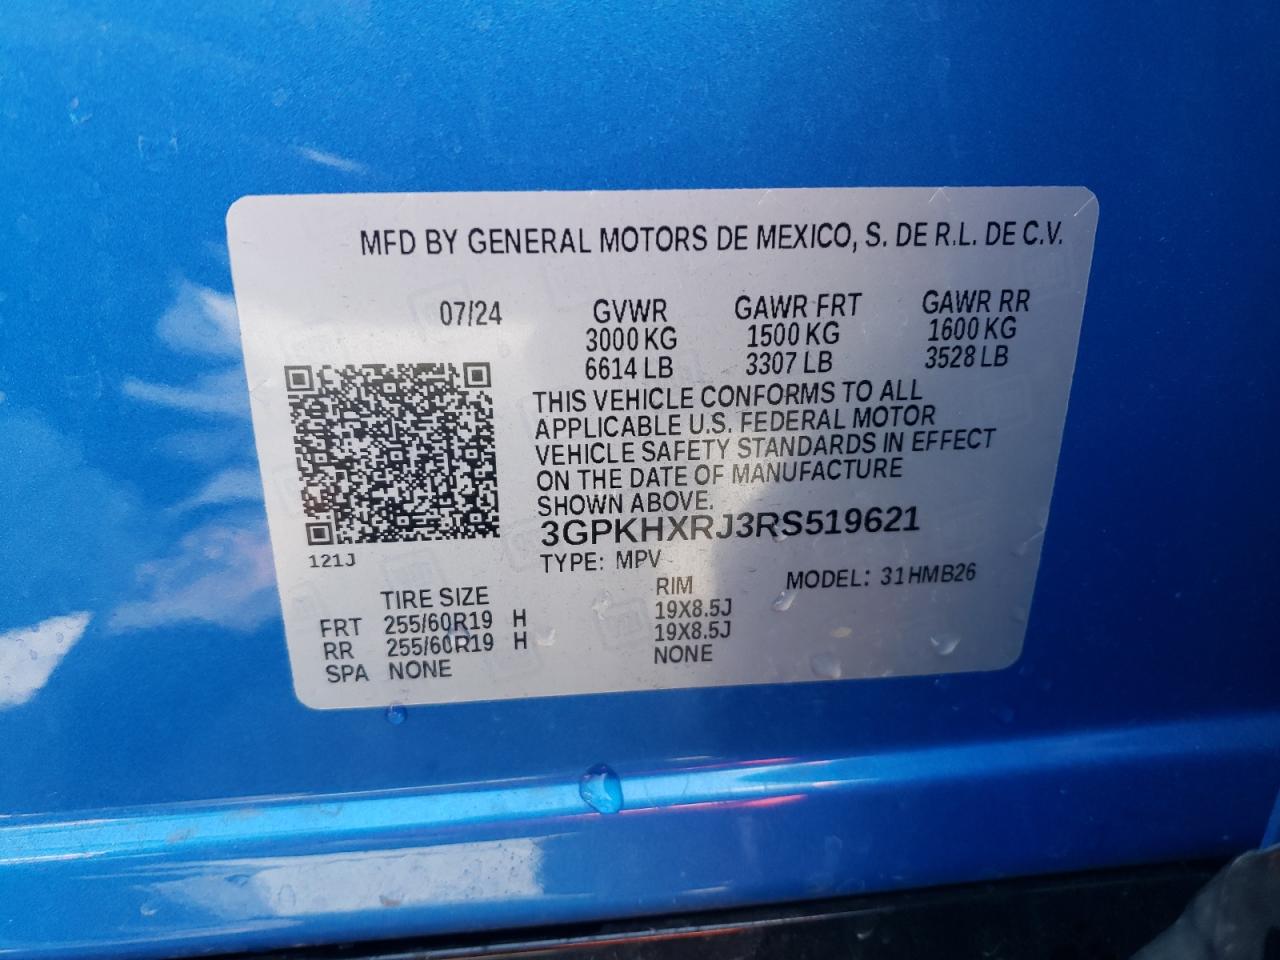 MFD BY GENERAL MOTORS DE MEXICO, S. DE R.L. DE C.V.
07/24 GVWR GAWR FRT GAWR RR
3000 KG 1500 KG 1600 KG
6614 LB 3307 LB 3528 LB
THIS VEHICLE CONFORMS TO ALL
APPLICABLE U.S. FEDERAL MOTOR
VEHICLE SAFETY STANDARDS IN EFFECT
ON THE DATE OF MANUFACTURE
SHOWN ABOVE.
3GPKHXRJ3RS519621
121J
TYPE: MPV MODEL: 31HMB26
TIRE SIZE RIM
FRT 255/60R19 H 19X8.5J
RR 255/60R19 H 19X8.5J
SPA NONE NONE